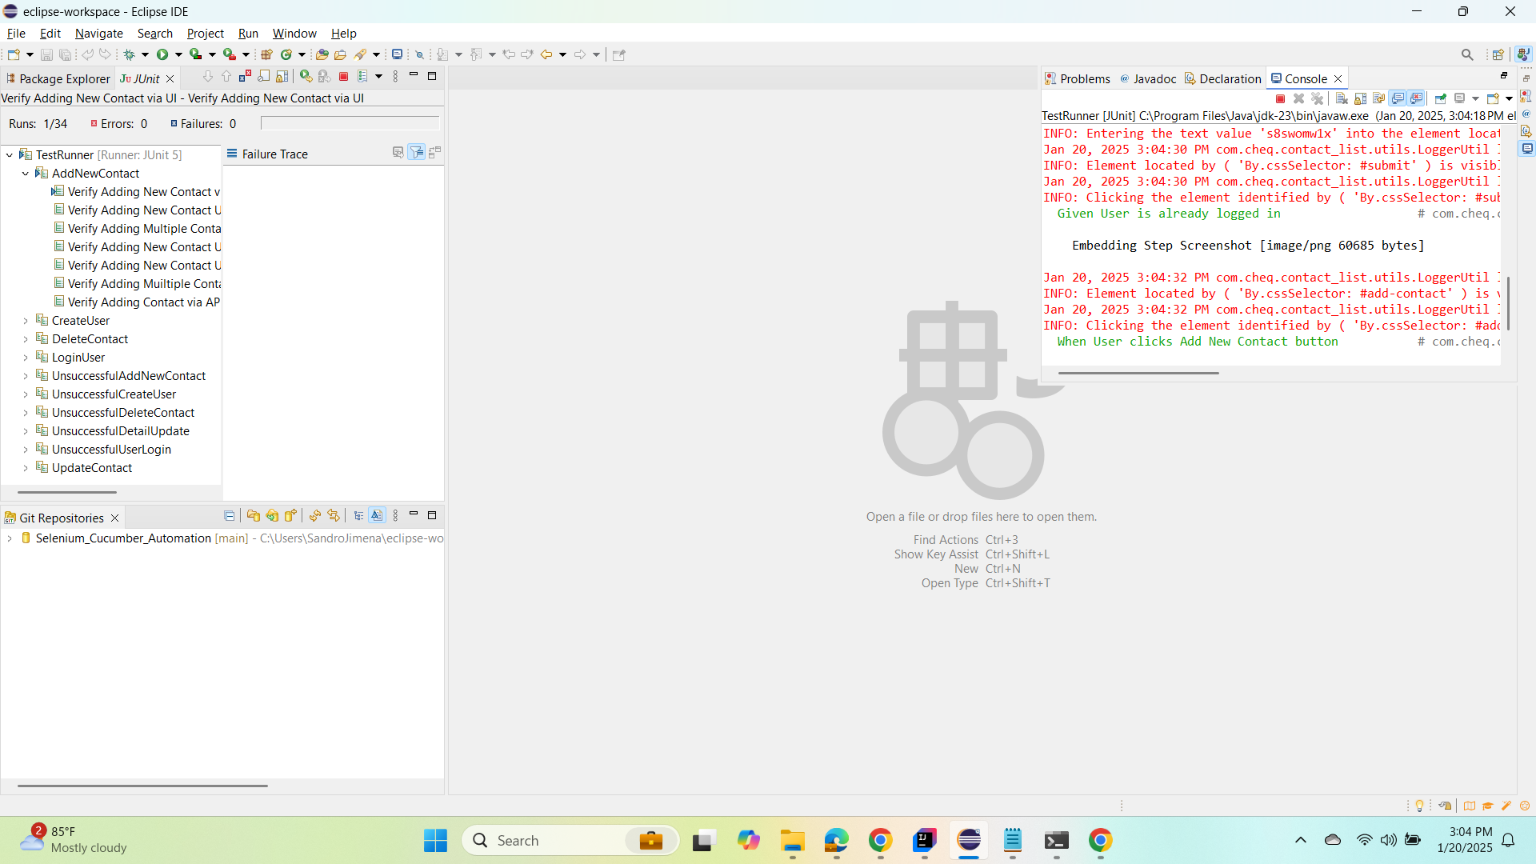 eclipse-workspace - Eclipse IDE
File Edit Navigate Search Project Run Window Help
Package Explorer JUnit
Verify Adding New Contact via UI - Verify Adding New Contact via UI
Runs: 1/34 Errors: 0 Failures: 0
TestRunner [Runner: JUnit 5]
AddNewContact
Verify Adding New Contact v
Verify Adding New Contact U
Verify Adding Multiple Conta
Verify Adding New Contact U
Verify Adding New Contact U
Verify Adding Muiltiple Conta
Verify Adding Contact via AP
CreateUser
DeleteContact
LoginUser
UnsuccessfulAddNewContact
UnsuccessfulCreateUser
UnsuccessfulDeleteContact
UnsuccessfulDetailUpdate
UnsuccessfulUserLogin
UpdateContact
Failure Trace
Git Repositories
Selenium_Cucumber_Automation [main] - C:\Users\SandroJimena\eclipse-wo
Open a file or drop files here to open them.
Find Actions Ctrl+3
Show Key Assist Ctrl+Shift+L
New Ctrl+N
Open Type Ctrl+Shift+T
Problems Javadoc Declaration Console
TestRunner [JUnit] C:\Program Files\Java\jdk-23\bin\javaw.exe (Jan 20, 2025, 3:04:18 PM el
INFO: Entering the text value 's8swomw1x' into the element locat
Jan 20, 2025 3:04:30 PM com.cheq.contact_list.utils.LoggerUtil
INFO: Element located by ( 'By.cssSelector: #submit' ) is visib
Jan 20, 2025 3:04:30 PM com.cheq.contact_list.utils.LoggerUtil
INFO: Clicking the element identified by ( 'By.cssSelector: #sub
Given User is already logged in # com.cheq.c
Embedding Step Screenshot [image/png 60685 bytes]
Jan 20, 2025 3:04:32 PM com.cheq.contact_list.utils.LoggerUtil
INFO: Element located by ( 'By.cssSelector: #add-contact' ) is v
Jan 20, 2025 3:04:32 PM com.cheq.contact_list.utils.LoggerUtil
INFO: Clicking the element identified by ( 'By.cssSelector: #add
When User clicks Add New Contact button # com.cheq.c
2
85°F
Mostly cloudy
Search
3:04 PM
1/20/2025